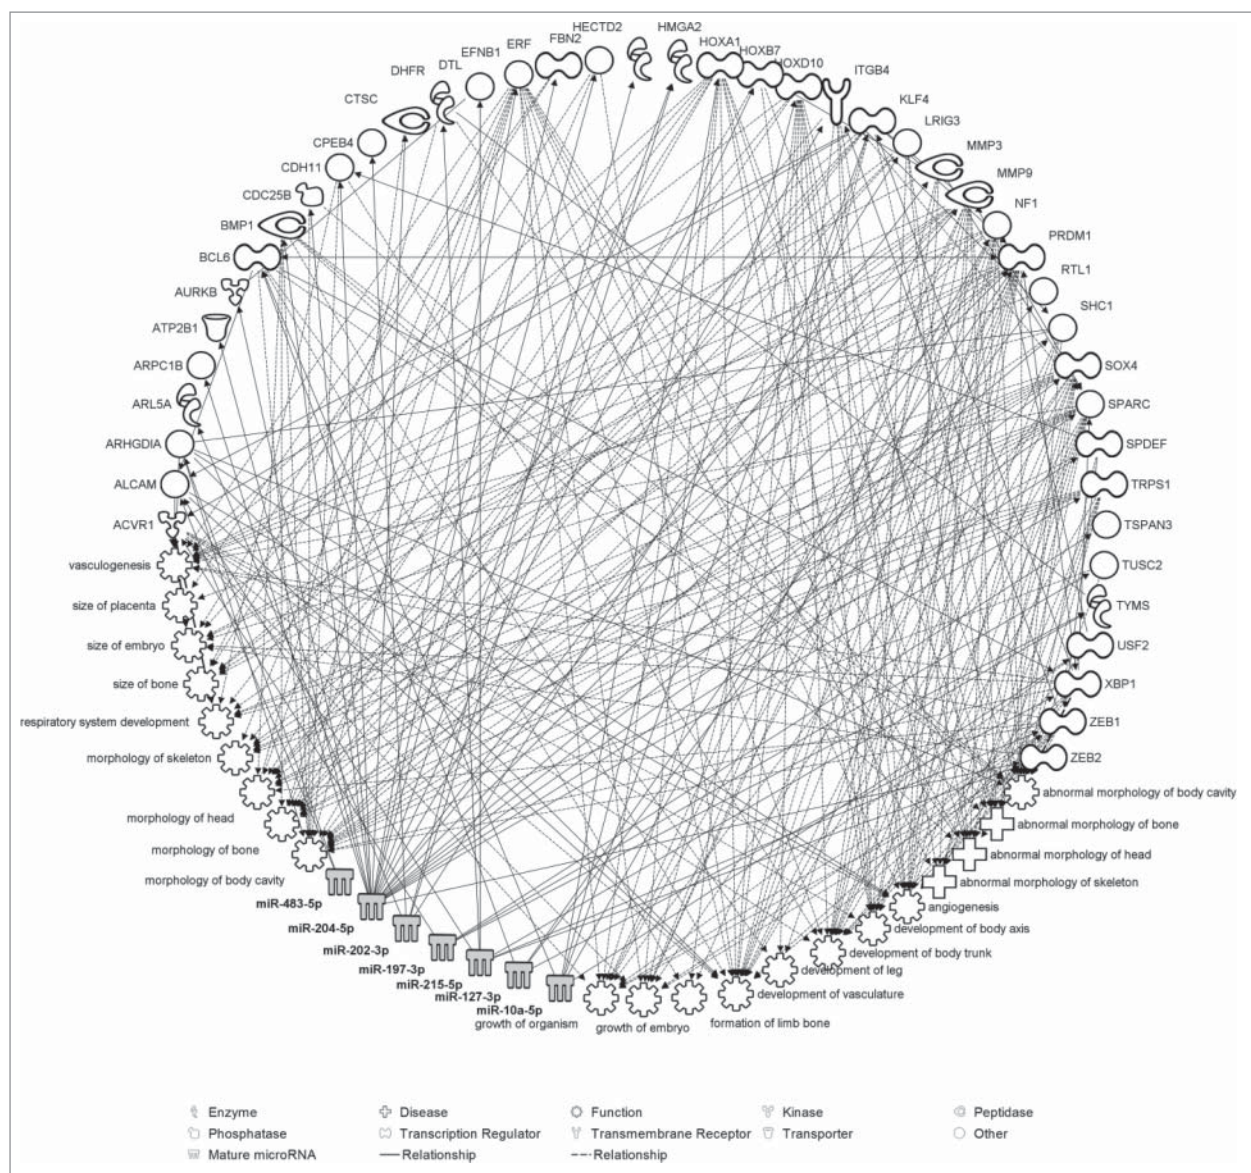 HECTD2
HMGA2
FBN2
HOXA1
ERF
HOXB7
EFNB1
HOXD10
DTL
ITGB4
DHFR
KLF4
CTSC
LRIG3
CPEB4
MMP3
CDH11
MMP9
CDC25B
NF1
BMP1
PRDM1
BCL6
RTL1
AURKB
SHC1
ATP2B1
ARPC1B
SOX4
ARL5A
SPARC
ARHGDIA
SPDEF
ALCAM
TRPS1
ACVR1
TSPAN3
vasculogenesis
TUSC2
size of placenta
TYMS
size of embryo
USF2
size of bone
XBP1
respiratory system development
ZEB1
morphology of skeleton
ZEB2
abnormal morphology of body cavity
morphology of head
abnormal morphology of bone
morphology of bone
abnormal morphology of head
morphology of body cavity
abnormal morphology of skeleton
miR-483-5p
angiogenesis
miR-204-5p
development of body axis
miR-202-3p
development of body trunk
miR-197-3p
development of leg
miR-215-5p
development of vasculature
miR-127-3p
miR-10a-5p
growth of organism
growth of embryo
formation of limb bone
Enzyme
Disease
Function
Kinase
Peptidase
Phosphatase
Transcription Regulator
Transmembrane Receptor
Transporter
Other
Mature microRNA
Relationship
Relationship